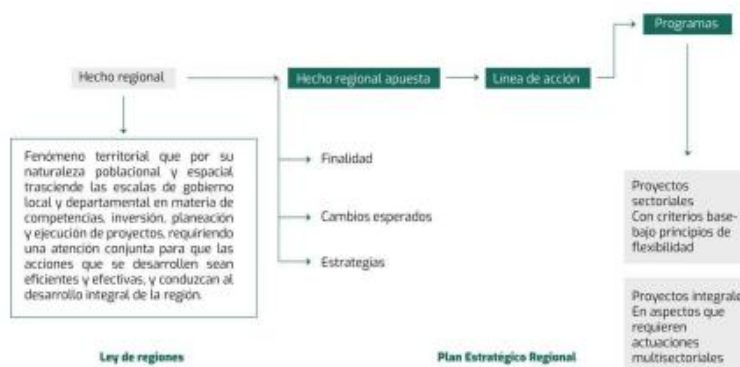 Programas
Hecho regional
Hecho regional apuesta
Línea de acción
Fenómeno territorial que por su
naturaleza poblacional y espacial
trasciende las escalas de gobierno
local y departamental en materia de
competencias, inversión, planeación
y ejecución de proyectos, requiriendo
una atención conjunta para que las
acciones que se desarrollen sean
eficientes y efectivas, y conduzcan al
desarrollo integral de la región.
Finalidad
Cambios esperados
Estrategias
Proyectos
sectoriales
Con criterios base-
bajo principios de
flexibilidad
Proyectos integrale
En aspectos que
requieren
actuaciones
multisectoriales
Ley de regiones
Plan Estratégico Regional